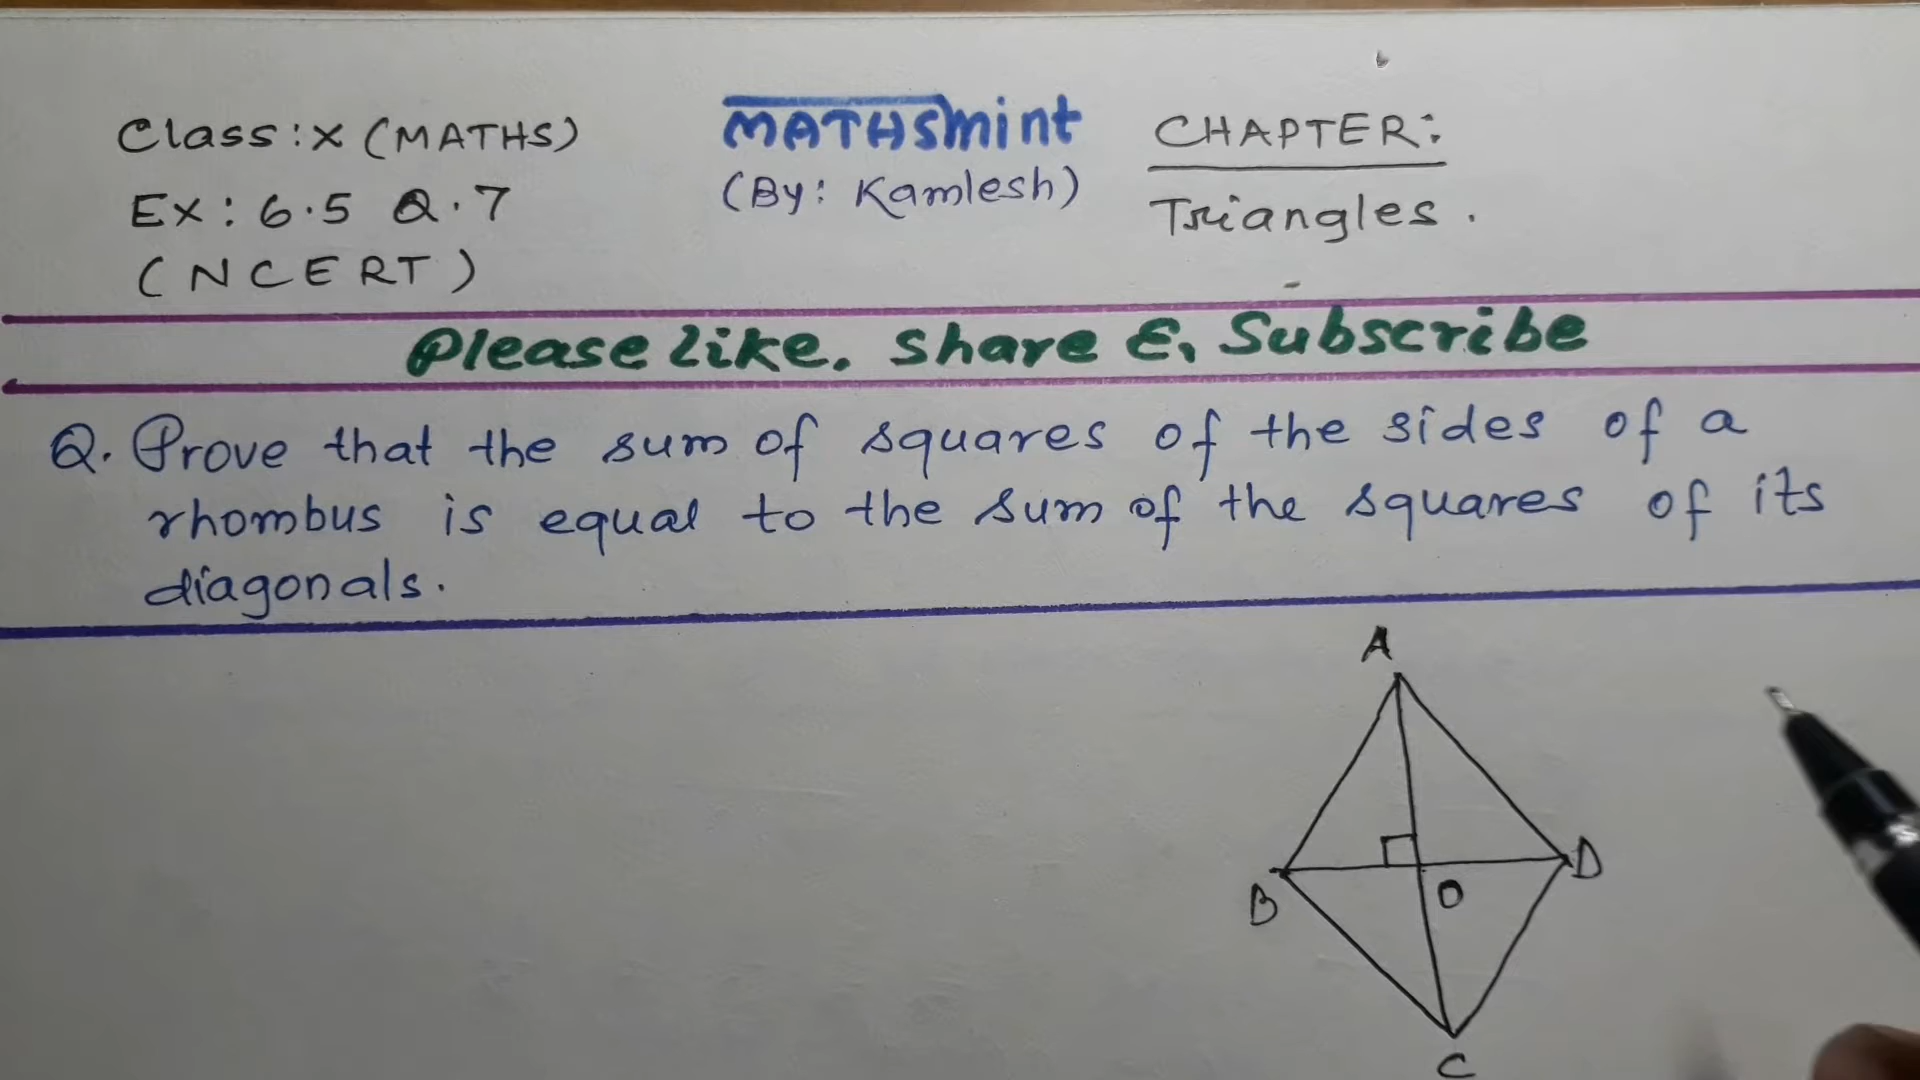 Class: X (MATHS)
Ex: 6.5 Q.7
(NCERT)
MATHSmint
(By: Kamlesh)
CHAPTER:
Triangles.
Please Like, Share & Subscribe
Q. Prove that the sum of squares of the sides of a
rhombus is equal to the sum of the squares of its
diagonals.
A
B
O
D
C